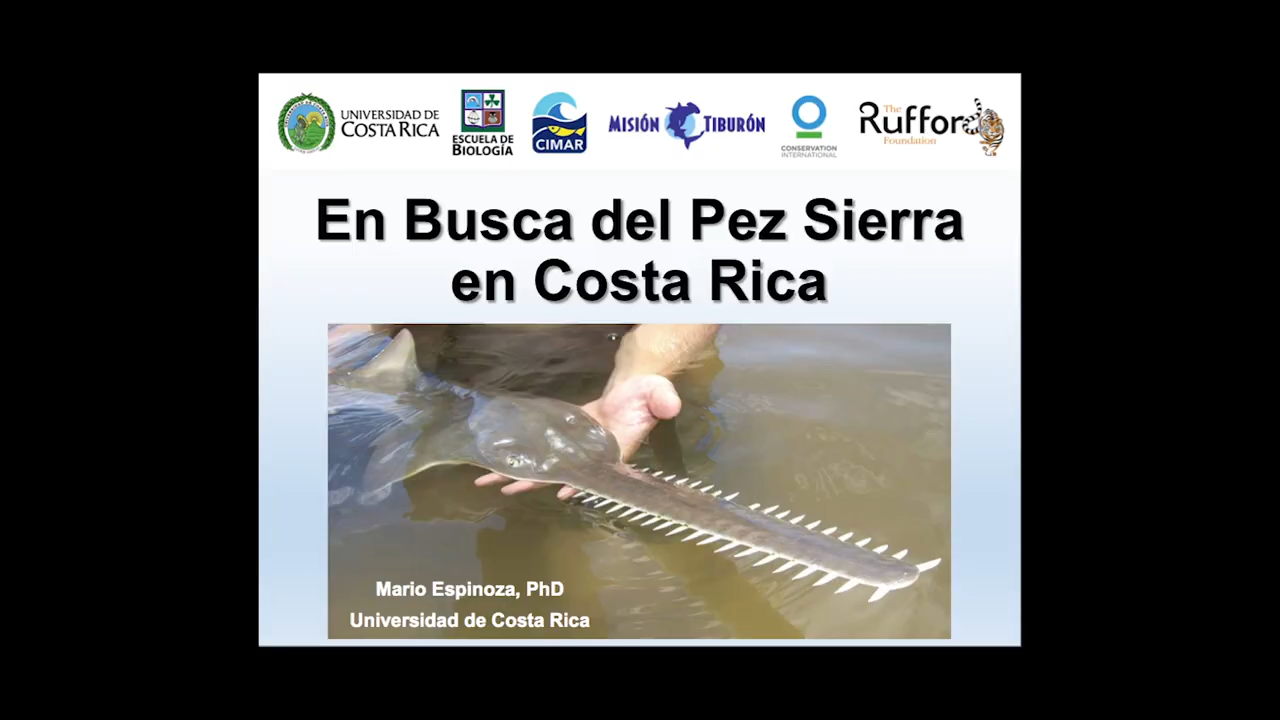 UNIVERSIDAD DE
COSTA RICA
ESCUELA DE
BIOLOGÍA
CIMAR
MISIÓN TIBURÓN
CONSERVATION
INTERNATIONAL
The
Rufford
Foundation
En Busca del Pez Sierra
en Costa Rica
Mario Espinoza, PhD
Universidad de Costa Rica